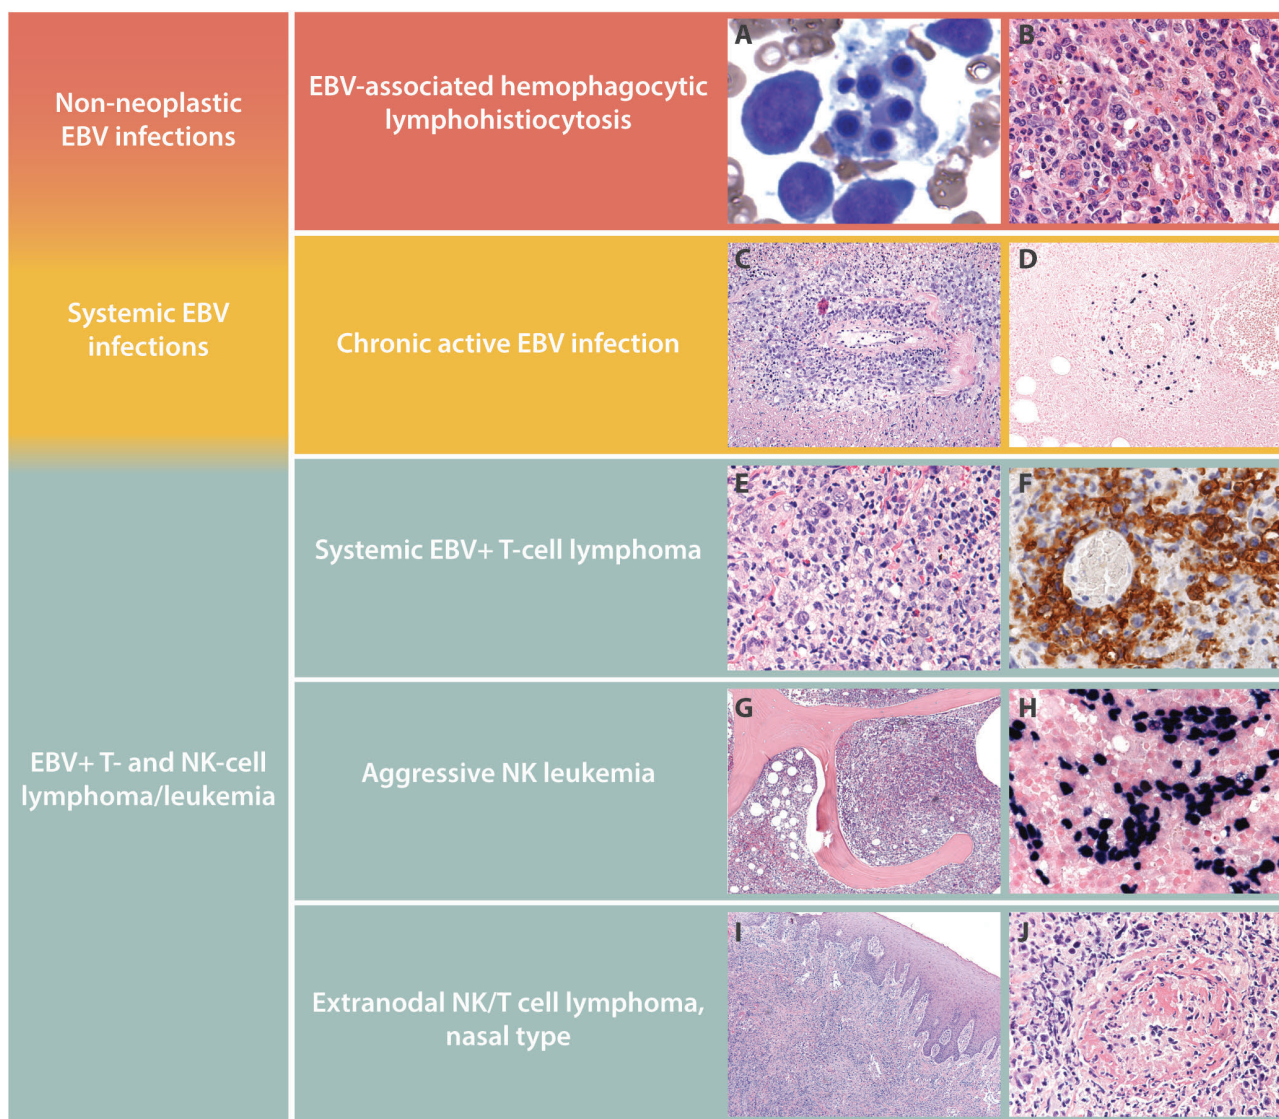 Non-neoplastic
EBV infections
EBV-associated hemophagocytic
lymphohistiocytosis
A
B
Systemic EBV
infections
Chronic active EBV infection
C
D
EBV+ T- and NK-cell
lymphoma/leukemia
Systemic EBV+ T-cell lymphoma
E
F
Aggressive NK leukemia
G
H
Extranodal NK/T cell lymphoma,
nasal type
I
J